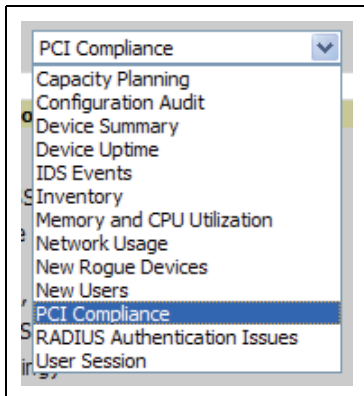 PCI Compliance
Capacity Planning
Configuration Audit
Device Summary
Device Uptime
IDS Events
Inventory
Memory and CPU Utilization
Network Usage
New Rogue Devices
New Users
PCI Compliance
RADIUS Authentication Issues
User Session